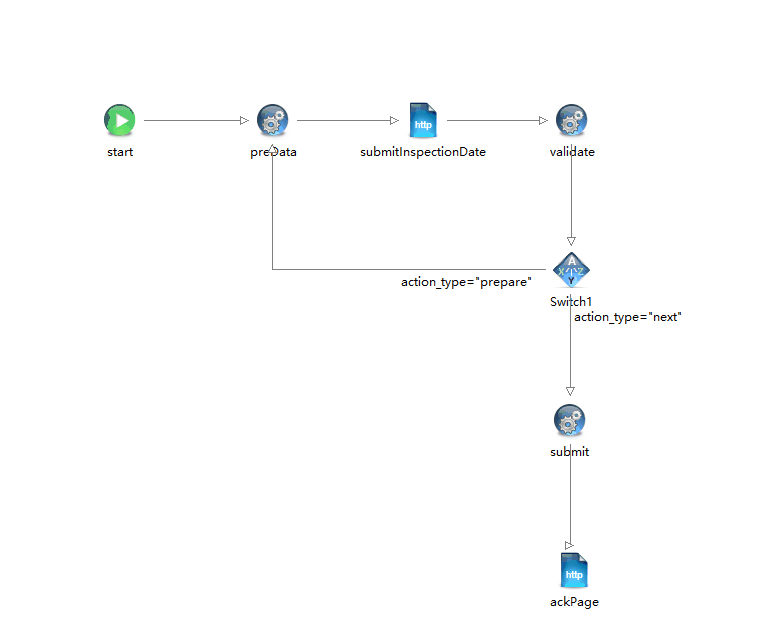 http
start
preData
submitInspectionDate
validate
A
X Z
Y
action_type="prepare"
Switch1
action_type="next"
submit
http
ackPage